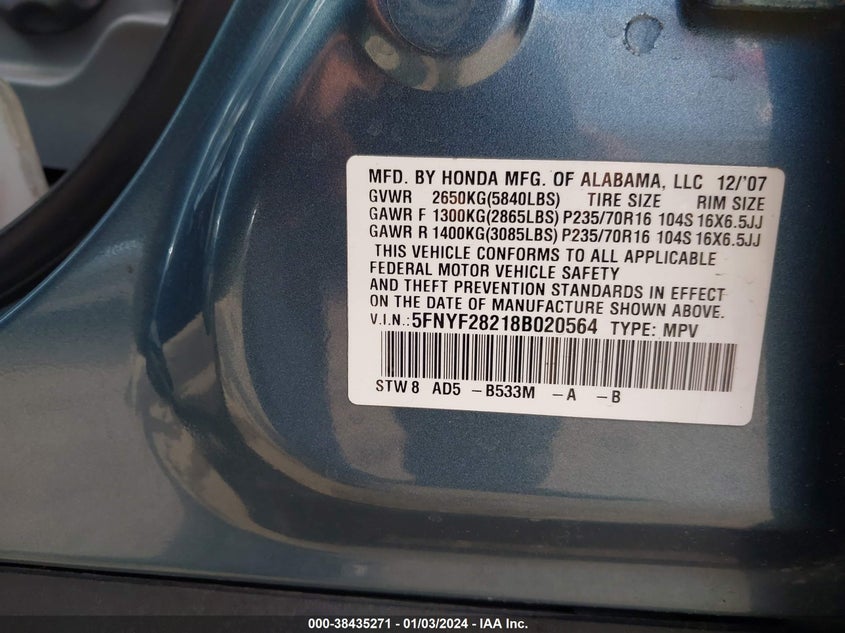 MFD. BY HONDA MFG. OF ALABAMA, LLC 12/'07
GVWR 2650KG(5840LBS) TIRE SIZE RIM SIZE
GAWR F 1300KG(2865LBS) P235/70R16 104S 16X6.5JJ
GAWR R 1400KG(3085LBS) P235/70R16 104S 16X6.5JJ
THIS VEHICLE CONFORMS TO ALL APPLICABLE
FEDERAL MOTOR VEHICLE SAFETY
AND THEFT PREVENTION STANDARDS IN EFFECT
ON THE DATE OF MANUFACTURE SHOWN ABOVE.
V.I.N.:5FNYF28218B020564 TYPE: MPV
STW8 AD5 -B533M -A -B
000-38435271 - 01/03/2024 - IAA Inc.